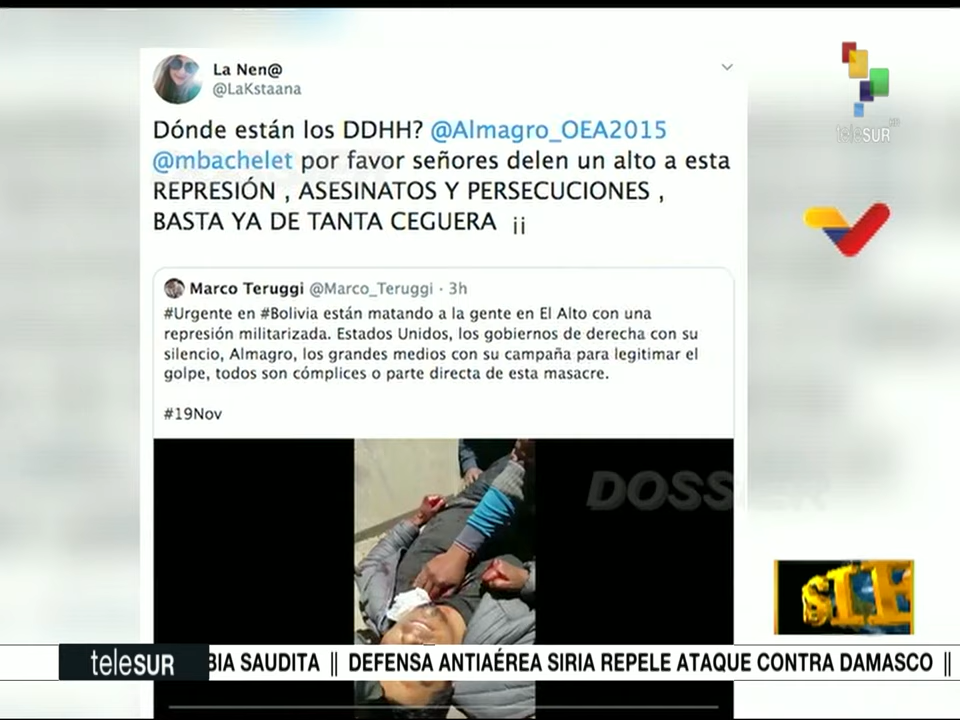 La Nen@
@LaKstaana
Dónde están los DDHH? @Almagro_OEA2015
@mbachelet por favor señores delen un alto a esta
REPRESIÓN , ASESINATOS Y PERSECUCIONES ,
BASTA YA DE TANTA CEGUERA ¡¡
teleSUR HD
Marco Teruggi @Marco_Teruggi · 3h
#Urgente en #Bolivia están matando a la gente en El Alto con una
represión militarizada. Estados Unidos, los gobiernos de derecha con su
silencio, Almagro, los grandes medios con su campaña para legitimar el
golpe, todos son cómplices o parte directa de esta masacre.
#19Nov
DOSSIER
teleSUR
BIA SAUDITA || DEFENSA ANTIAÉREA SIRIA REPELE ATAQUE CONTRA DAMASCO ||